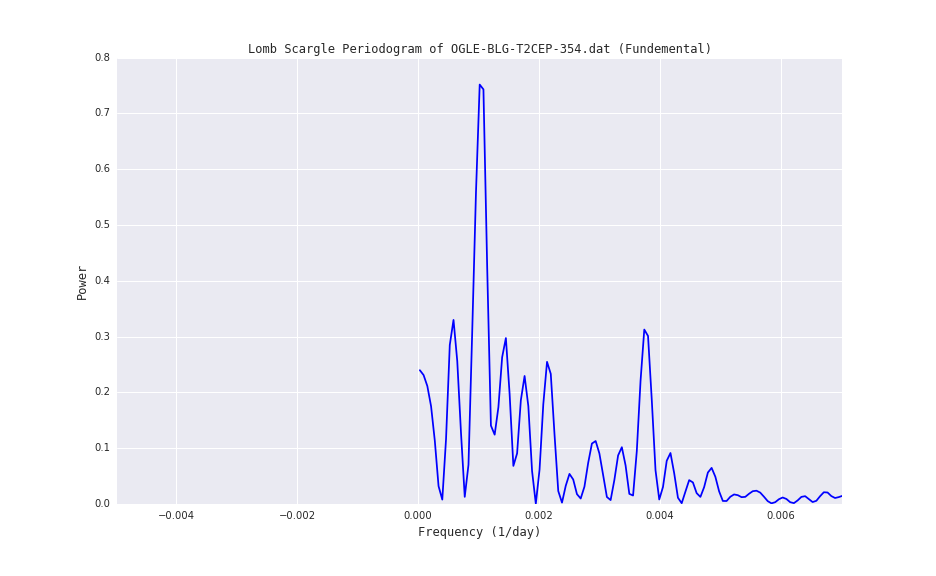 Lomb Scargle Periodogram of OGLE-BLG-T2CEP-354.dat (Fundemental)
0.8
0.7
0.6
0.5
0.4
0.3
0.2
0.1
0.0
Power
−0.004 −0.002 0.000 0.002 0.004 0.006
Frequency (1/day)